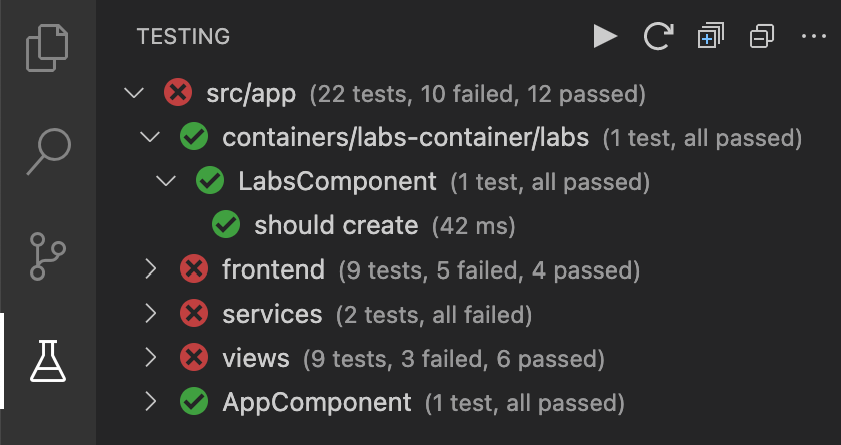 TESTING
src/app (22 tests, 10 failed, 12 passed)
containers/labs-container/labs (1 test, all passed)
LabsComponent (1 test, all passed)
should create (42 ms)
frontend (9 tests, 5 failed, 4 passed)
services (2 tests, all failed)
views (9 tests, 3 failed, 6 passed)
AppComponent (1 test, all passed)